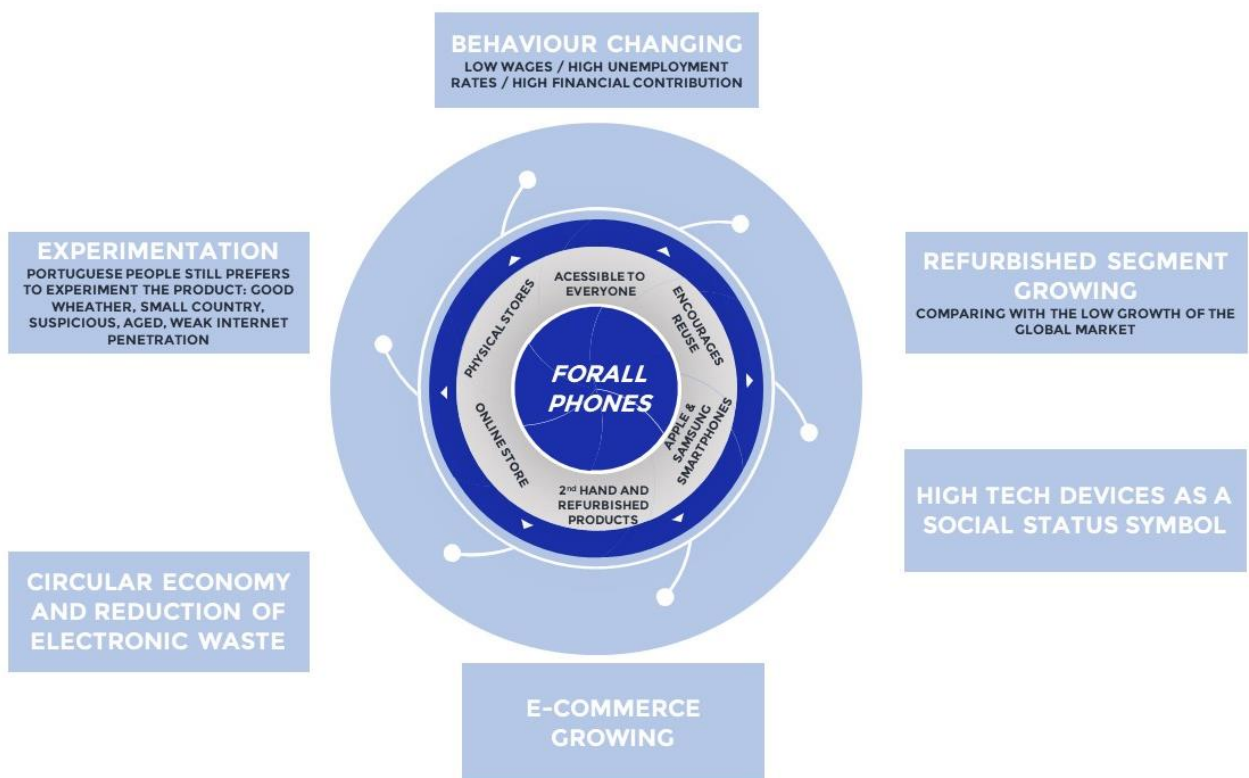 BEHAVIOUR CHANGING
LOW WAGES / HIGH UNEMPLOYMENT
RATES / HIGH FINANCIAL CONTRIBUTION
EXPERIMENTATION
PORTUGUESE PEOPLE STILL PREFERS
TO EXPERIMENT THE PRODUCT: GOOD
WHEATHER, SMALL COUNTRY,
SUSPICIOUS, AGED, WEAK INTERNET
PENETRATION
REFURBISHED SEGMENT
GROWING
COMPARING WITH THE LOW GROWTH OF THE
GLOBAL MARKET
ACESSIBLE TO
EVERYONE
ENCOURAGES
REUSE
APPLE &
SAMSUNG
SMARTPHONES
2nd HAND AND
REFURBISHED
PRODUCTS
ONLINE STORE
PHYSICAL STORES
FORALL
PHONES
HIGH TECH DEVICES AS A
SOCIAL STATUS SYMBOL
CIRCULAR ECONOMY
AND REDUCTION OF
ELECTRONIC WASTE
E-COMMERCE
GROWING